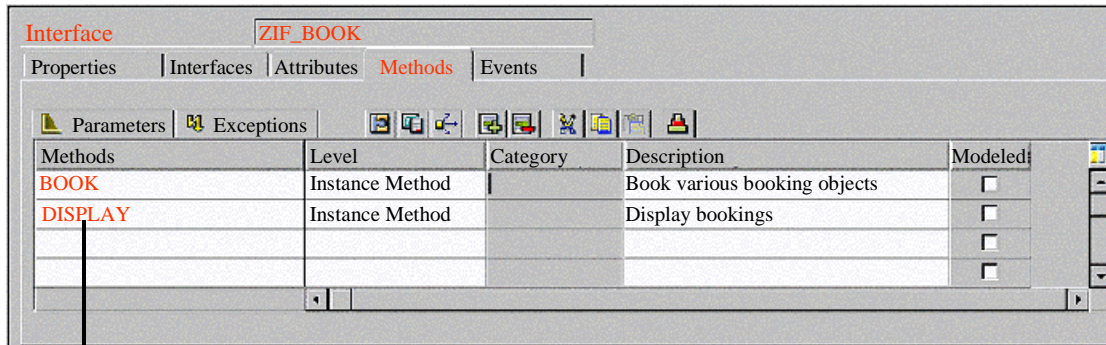 Interface ZIF_BOOK
Properties Interfaces Attributes Methods Events
Parameters Exceptions
Methods Level Category Description Modeled
BOOK Instance Method Book various booking objects
DISPLAY Instance Method Display bookings